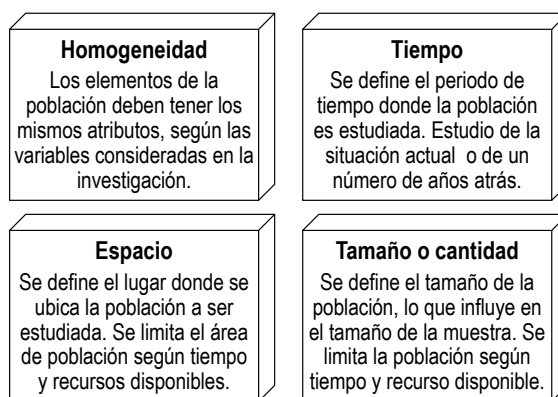 Homogeneidad
Los elementos de la
población deben tener los
mismos atributos, según las
variables consideradas en la
investigación.
Tiempo
Se define el periodo de
tiempo donde la población
es estudiada. Estudio de la
situación actual o de un
número de años atrás.
Espacio
Se define el lugar donde se
ubica la población a ser
estudiada. Se limita el área
de población según tiempo
y recursos disponibles.
Tamaño o cantidad
Se define el tamaño de la
población, lo que influye en
el tamaño de la muestra. Se
limita la población según
tiempo y recurso disponible.